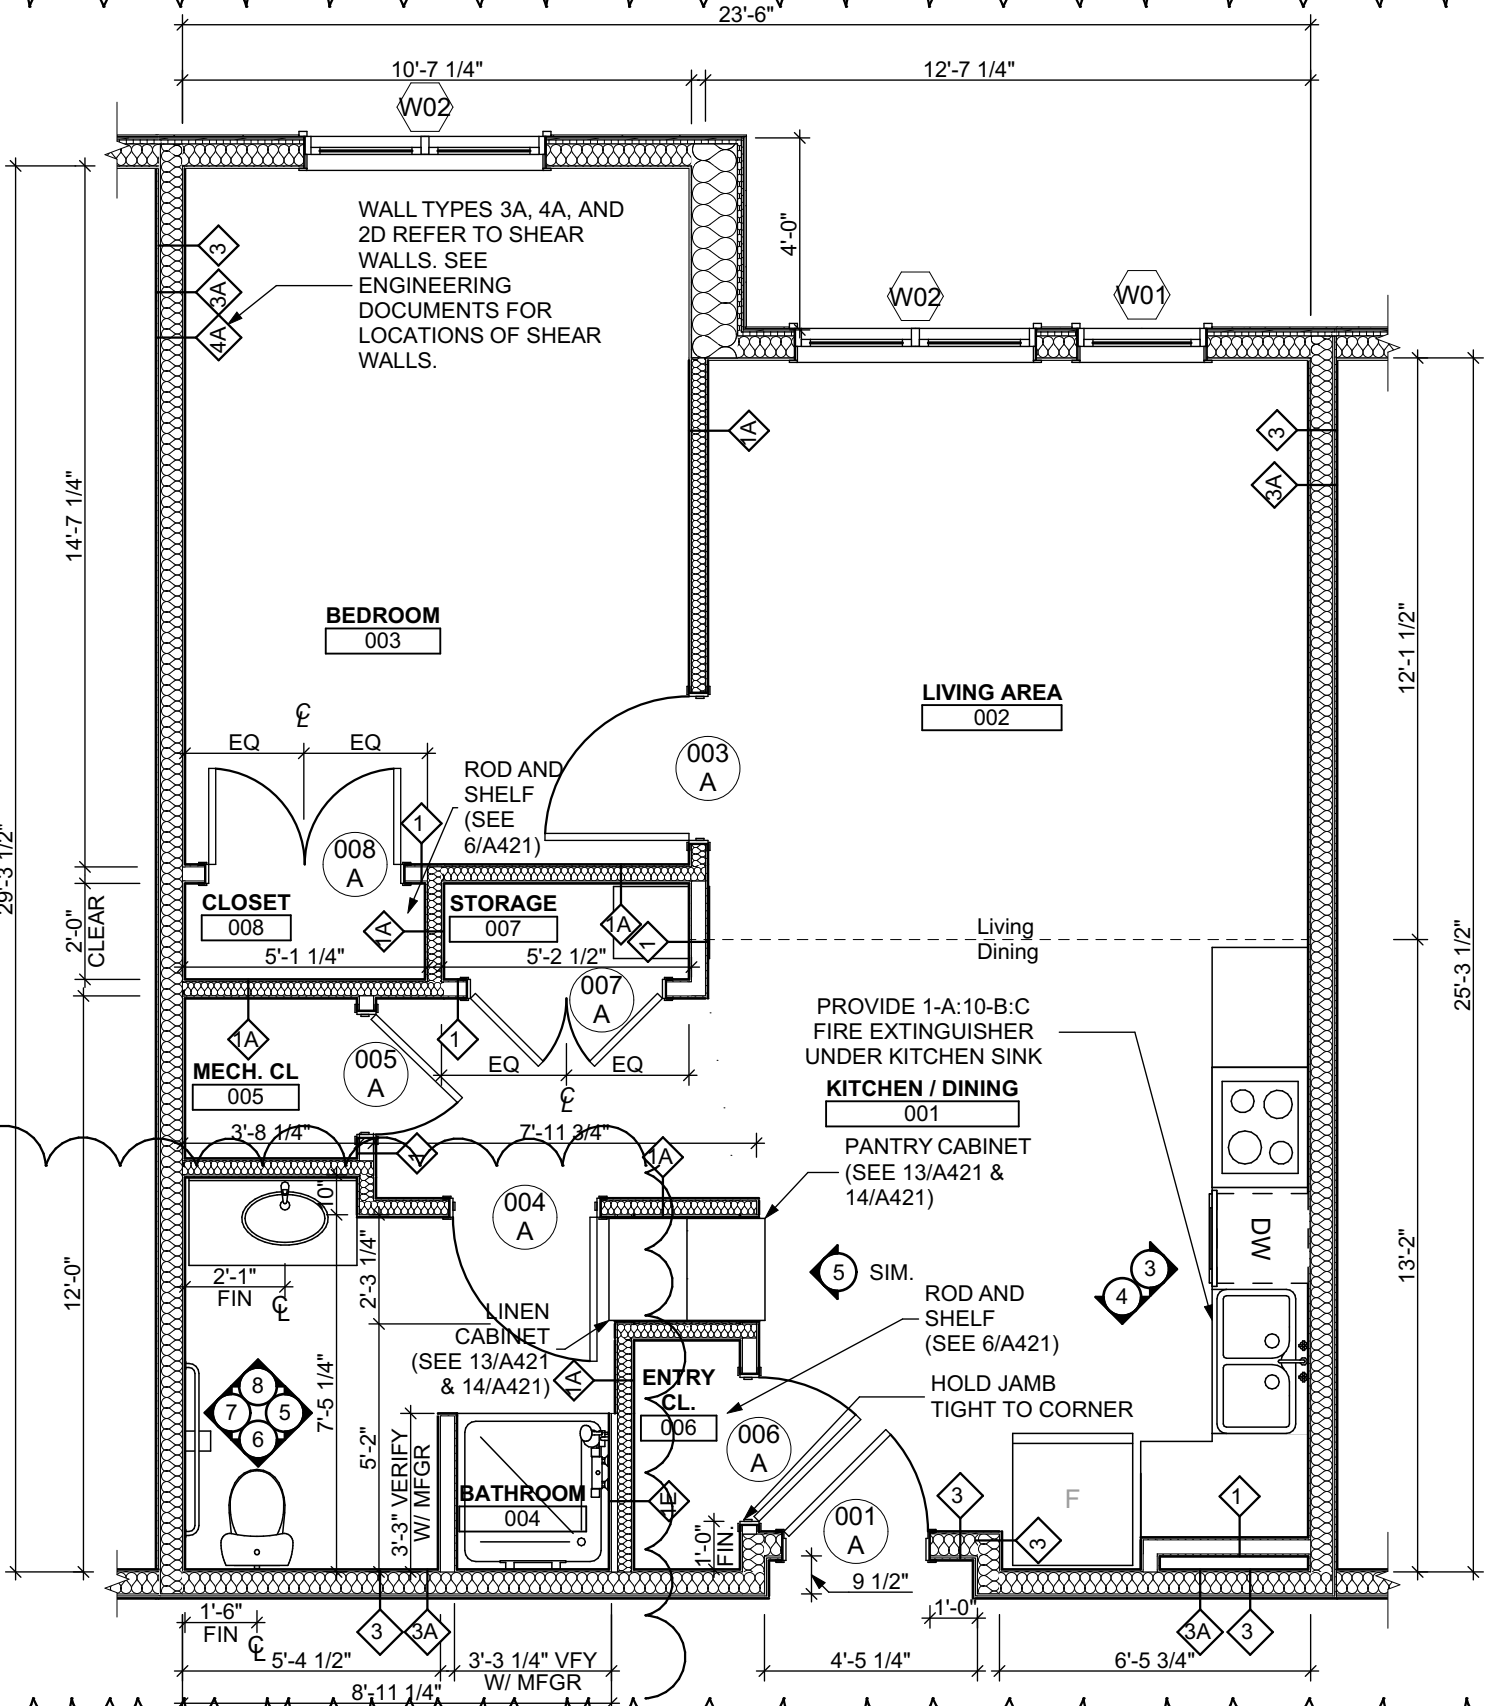 23'-6"
10'-7 1/4"
12'-7 1/4"
W02
WALL TYPES 3A, 4A, AND
2D REFER TO SHEAR
WALLS. SEE
ENGINEERING
DOCUMENTS FOR
LOCATIONS OF SHEAR
WALLS.
3
3A
4A
4'-0"
W02
W01
1A
3
3A
14'-7 1/4"
29'-3 1/2"
BEDROOM
003
LIVING AREA
002
12'-1 1/2"
25'-3 1/2"
℄
EQ
EQ
ROD AND
SHELF
(SEE
6/A421)
003
A
1
008
A
CLOSET
008
STORAGE
007
1A
1A
1
2'-0"
CLEAR
5'-1 1/4"
5'-2 1/2"
Living
Dining
007
A
PROVIDE 1-A:10-B:C
FIRE EXTINGUISHER
UNDER KITCHEN SINK
1A
1
005
A
MECH. CL
005
EQ
EQ
℄
KITCHEN / DINING
001
3'-8 1/4"
7'-11 3/4"
1
1A
PANTRY CABINET
(SEE 13/A421 &
14/A421)
10"
004
A
DW
12'-0"
13'-2"
2'-1"
FIN
℄
2'-3 1/4"
5
SIM.
3
4
ROD AND
SHELF
(SEE 6/A421)
LINEN
CABINET
(SEE 13/A421
& 14/A421)
1A
ENTRY
CL.
006
HOLD JAMB
TIGHT TO CORNER
8
7
5
6
7'-5 1/4"
5'-2"
3'-3" VERIFY
W/ MFGR
006
A
BATHROOM
004
1E
F
3
1
3
001
A
1'-0"
FIN.
9 1/2"
1'-6"
FIN
℄
3
3A
1'-0"
3A
3
5'-4 1/2"
3'-3 1/4" VFY
W/ MFGR
4'-5 1/4"
6'-5 3/4"
8'-11 1/4"